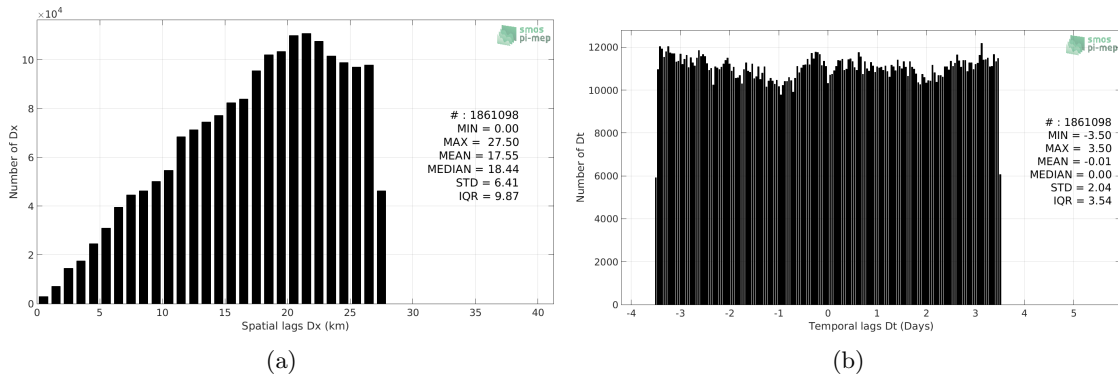 ×10⁴
smos
pi-mep
10
8
6
4
2
0
Number of Dx
# : 1861098
MIN = 0.00
MAX = 27.50
MEAN = 17.55
MEDIAN = 18.44
STD = 6.41
IQR = 9.87
0 5 10 15 20 25 30 35 40
Spatial lags Dx (km)
(a)
smos
pi-mep
12000
10000
8000
6000
4000
2000
0
Number of Dt
# : 1861098
MIN = -3.50
MAX = 3.50
MEAN = -0.01
MEDIAN = 0.00
STD = 2.04
IQR = 3.54
-4 -3 -2 -1 0 1 2 3 4 5
Temporal lags Dt (Days)
(b)